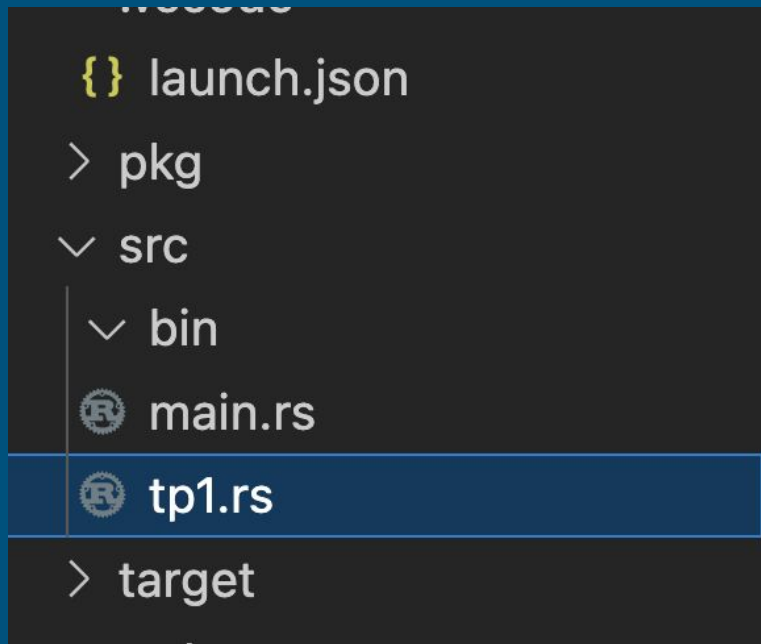 {} launch.json
pkg
src
bin
main.rs
tp1.rs
target